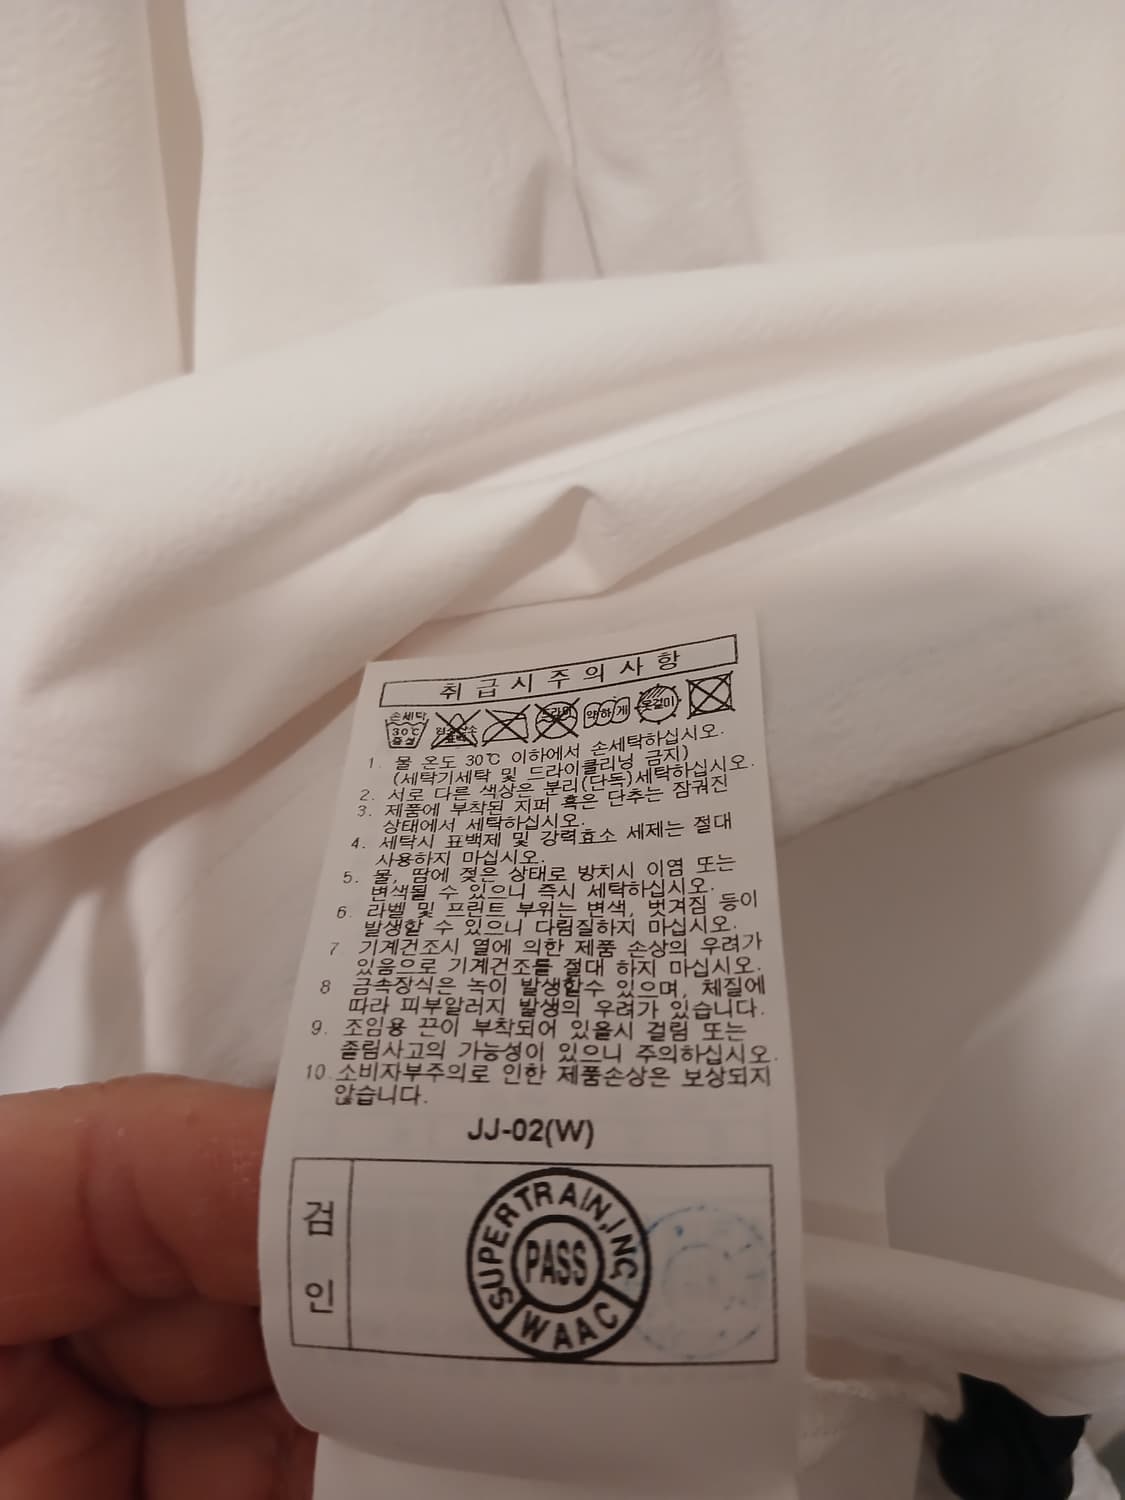 취급시주의사항
손세탁
30℃
중성
드라이
약하게
옷걸이
1. 물 온도 30℃ 이하에서 손세탁하십시오.
(세탁기세탁 및 드라이클리닝 금지)
2. 서로 다른 색상은 분리(단독)세탁하십시오.
3. 제품에 부착된 지퍼 혹은 단추는 잠궈진
상태에서 세탁하십시오.
4. 세탁시 표백제 및 강력효소 세제는 절대
사용하지 마십시오.
5. 물, 땀에 젖은 상태로 방치시 이염 또는
변색될 수 있으니 즉시 세탁하십시오.
6. 라벨 및 프린트 부위는 변색, 벗겨짐 등이
발생할 수 있으니 다림질하지 마십시오.
7 기계건조시 열에 의한 제품 손상의 우려가
있음으로 기계건조를 절대 하지 마십시오.
8 금속장식은 녹이 발생할수 있으며, 체질에
따라 피부알러지 발생의 우려가 있습니다.
9. 조임용 끈이 부착되어 있을시 걸림 또는
졸림사고의 가능성이 있으니 주의하십시오.
10.소비자부주의로 인한 제품손상은 보상되지
않습니다.
JJ-02(W)
검인
SUPERTRAIN,INC.
PASS
WAAC